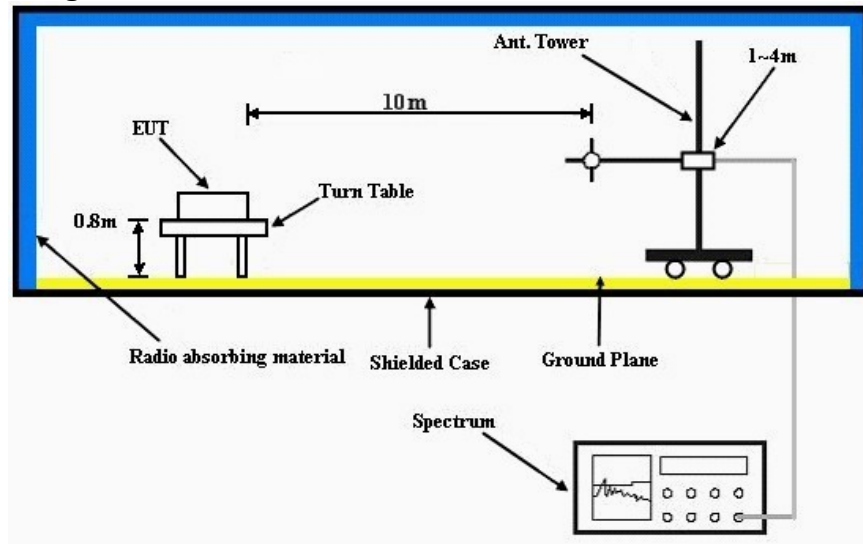 Ant. Tower
1~4m
10m
EUT
Turn Table
0.8m
Radio absorbing material
Shielded Case
Ground Plane
Spectrum